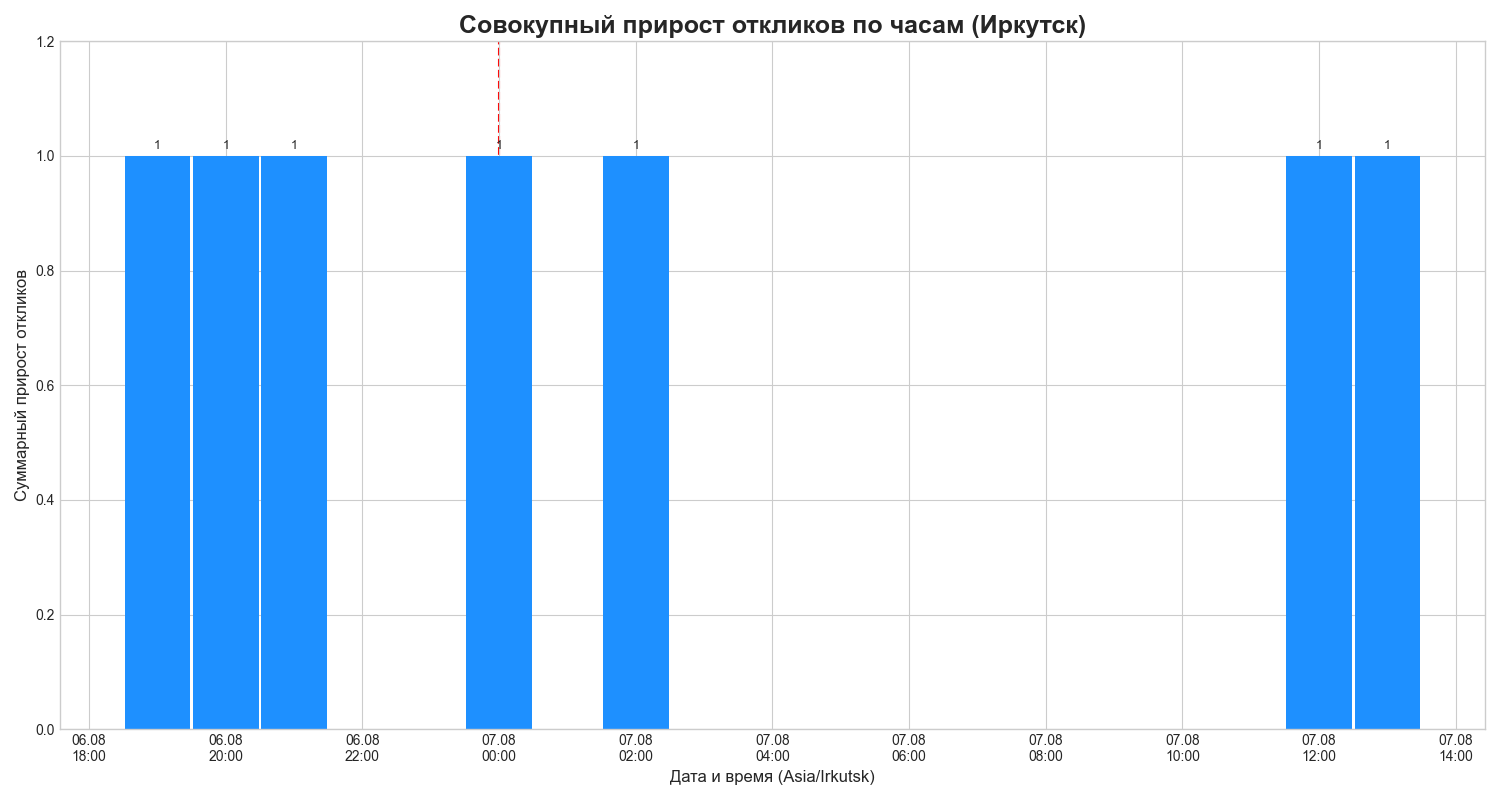 Совокупный прирост откликов по часам (Иркутск)
Суммарный прирост откликов
1.2
1.0
0.8
0.6
0.4
0.2
0.0
1 1 1 1 1 1 1
06.08 06.08 06.08 07.08 07.08 07.08 07.08 07.08 07.08 07.08 07.08
18:00 20:00 22:00 00:00 02:00 04:00 06:00 08:00 10:00 12:00 14:00
Дата и время (Asia/Irkutsk)